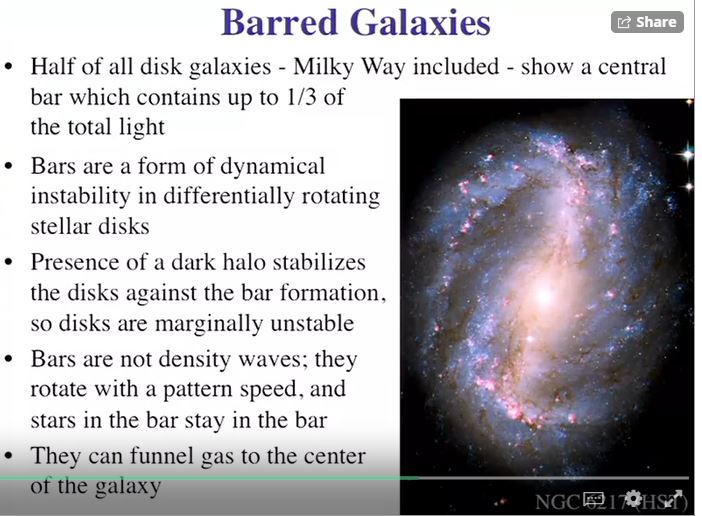 Barred Galaxies
Share
• Half of all disk galaxies - Milky Way included - show a central
bar which contains up to 1/3 of
the total light
• Bars are a form of dynamical
instability in differentially rotating
stellar disks
• Presence of a dark halo stabilizes
the disks against the bar formation,
so disks are marginally unstable
• Bars are not density waves; they
rotate with a pattern speed, and
stars in the bar stay in the bar
• They can funnel gas to the center
of the galaxy
NGC 6217 (HST)